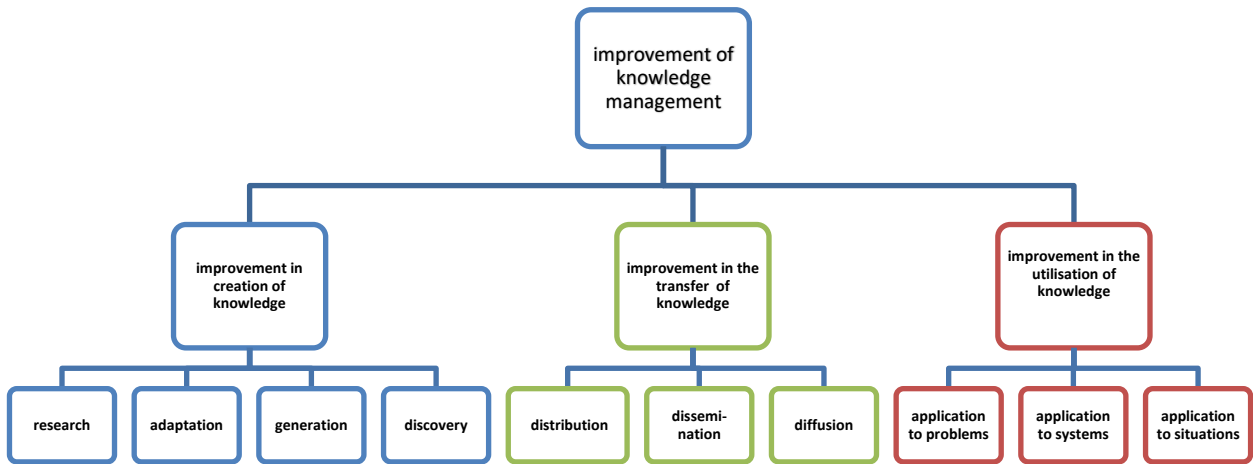 improvement of
knowledge
management
improvement in
creation of
knowledge
improvement in the
transfer of
knowledge
improvement in the
utilisation of
knowledge
research
adaptation
generation
discovery
distribution
dissemi-
nation
diffusion
application
to problems
application
to systems
application
to situations